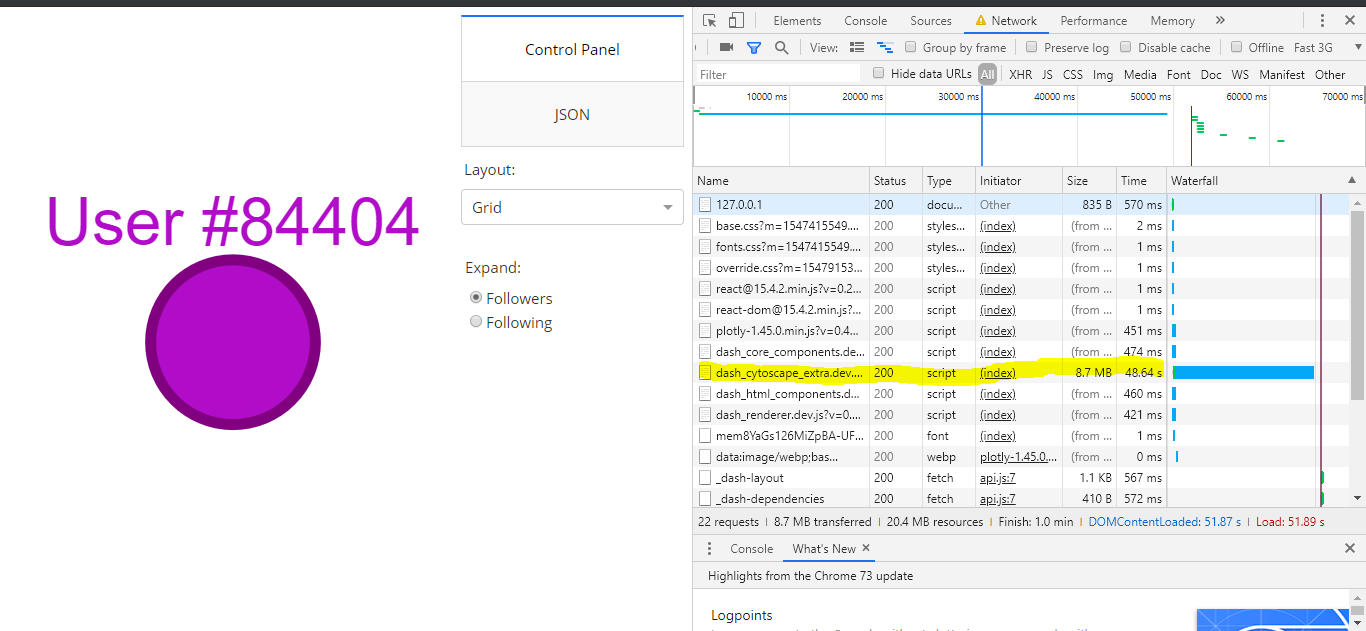 User #84404
Control Panel
JSON
Layout:
Grid
Expand:
Followers
Following
Elements Console Sources Network Performance Memory »
View: Group by frame Preserve log Disable cache Offline Fast 3G
Filter Hide data URLs All XHR JS CSS Img Media Font Doc WS Manifest Other
10000 ms 20000 ms 30000 ms 40000 ms 50000 ms 60000 ms 70000 ms
Name Status Type Initiator Size Time Waterfall
127.0.0.1 200 docu... Other 835 B 570 ms
base.css?m=1547415549.... 200 styles... (index) (from ... 2 ms
fonts.css?m=1547415549.... 200 styles... (index) (from ... 1 ms
override.css?m=15479153... 200 styles... (index) (from ... 1 ms
react@15.4.2.min.js?v=0.2... 200 script (index) (from ... 1 ms
react-dom@15.4.2.min.js?... 200 script (index) (from ... 1 ms
plotly-1.45.0.min.js?v=0.4... 200 script (index) (from ... 451 ms
dash_core_components.de... 200 script (index) (from ... 474 ms
dash_cytoscape_extra.dev.... 200 script (index) 8.7 MB 48.64 s
dash_html_components.d... 200 script (index) (from ... 460 ms
dash_renderer.dev.js?v=0.... 200 script (index) (from ... 421 ms
mem8YaGs126MiZpBA-UF... 200 font (index) (from ... 1 ms
data:image/webp;bas... 200 webp plotly-1.45.0.... (from ... 0 ms
_dash-layout 200 fetch api.js:7 1.1 KB 567 ms
_dash-dependencies 200 fetch api.js:7 410 B 572 ms
22 requests | 8.7 MB transferred | 20.4 MB resources | Finish: 1.0 min | DOMContentLoaded: 51.87 s | Load: 51.89 s
Console What's New ×
Highlights from the Chrome 73 update
Logpoints